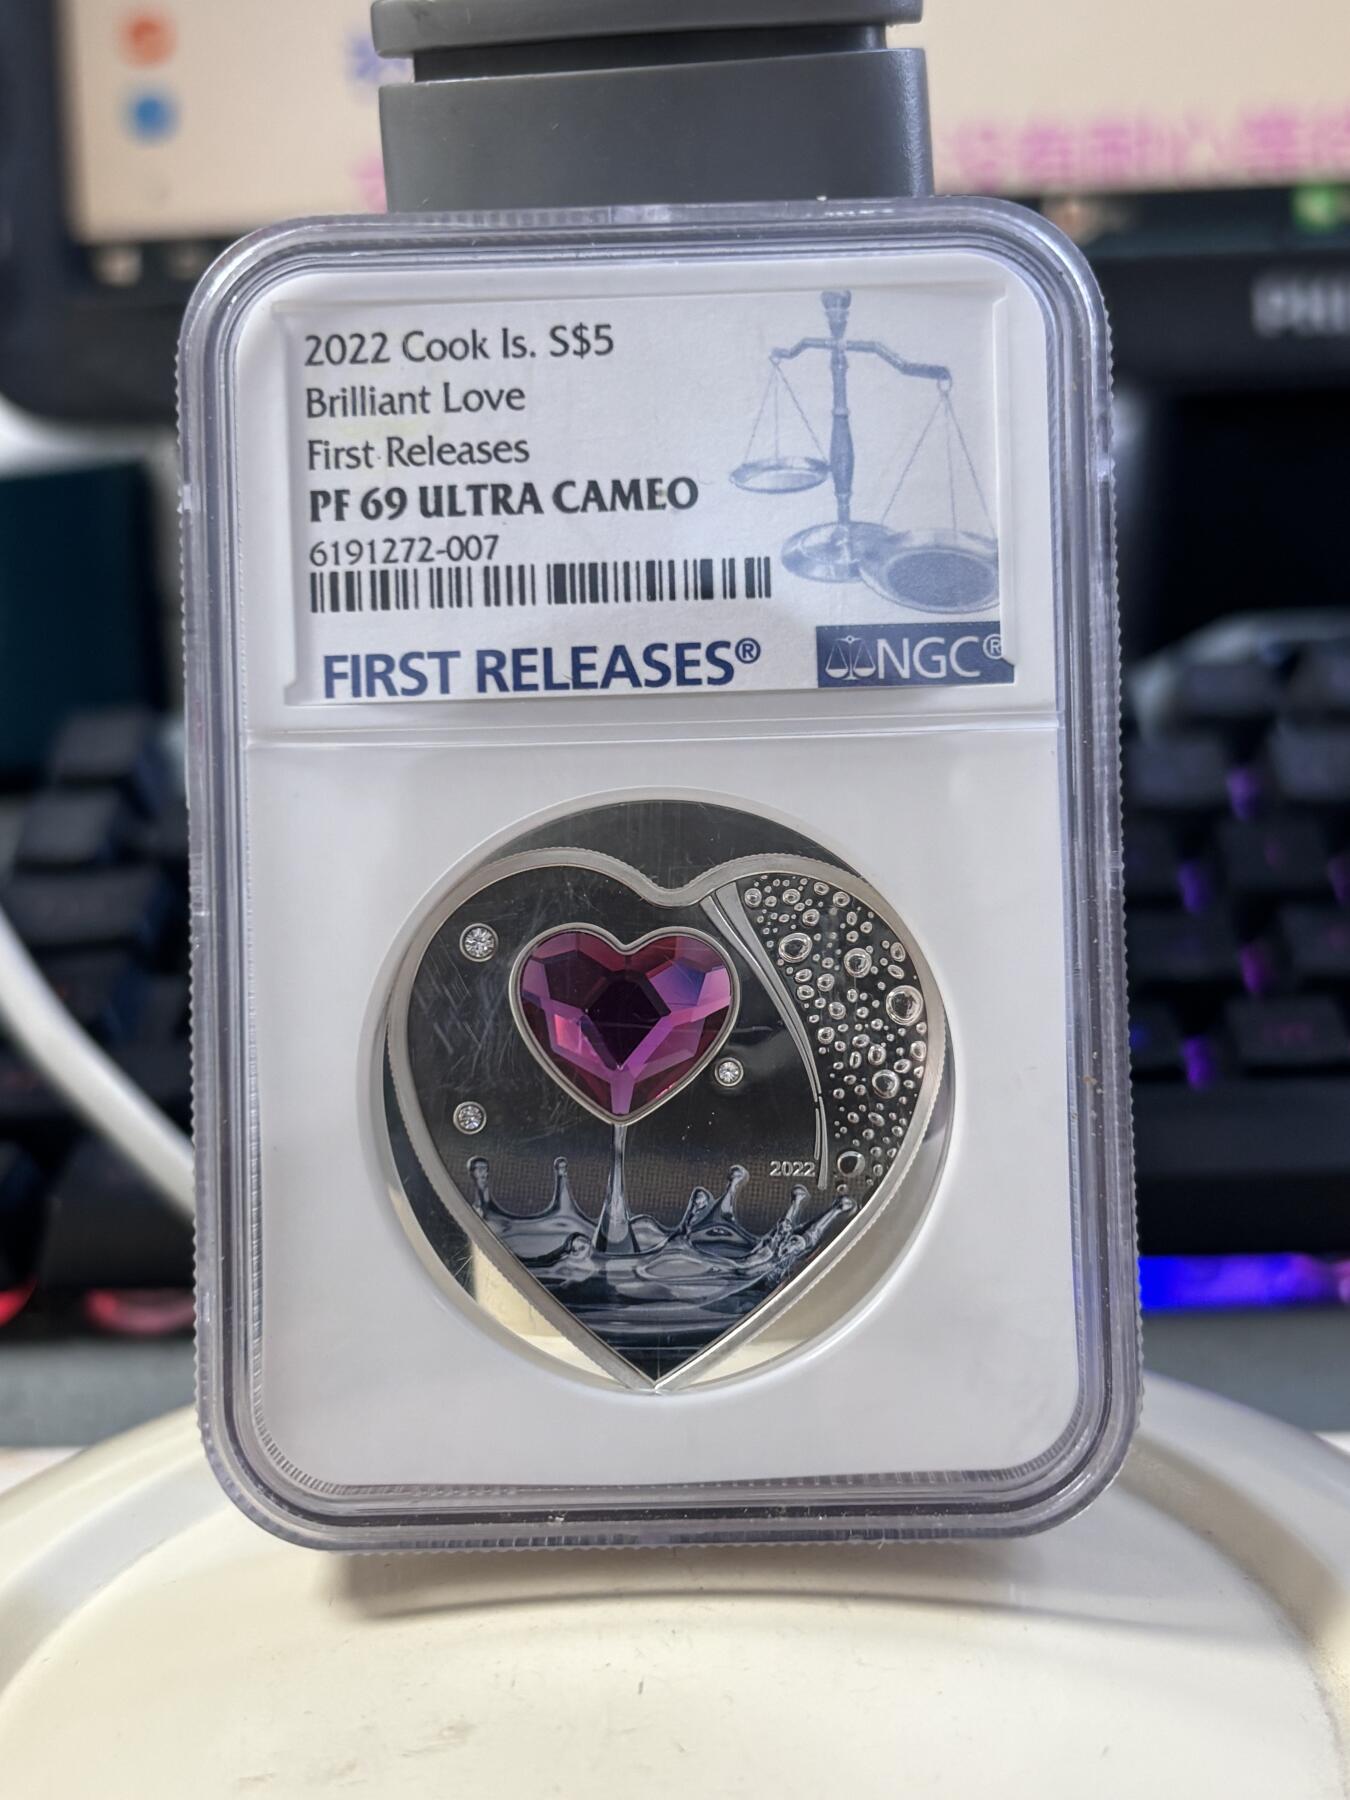 2022 Cook Is. S$5
Brilliant Love
First Releases
PF 69 ULTRA CAMEO
6191272-007
FIRST RELEASES®
NGC®
2022